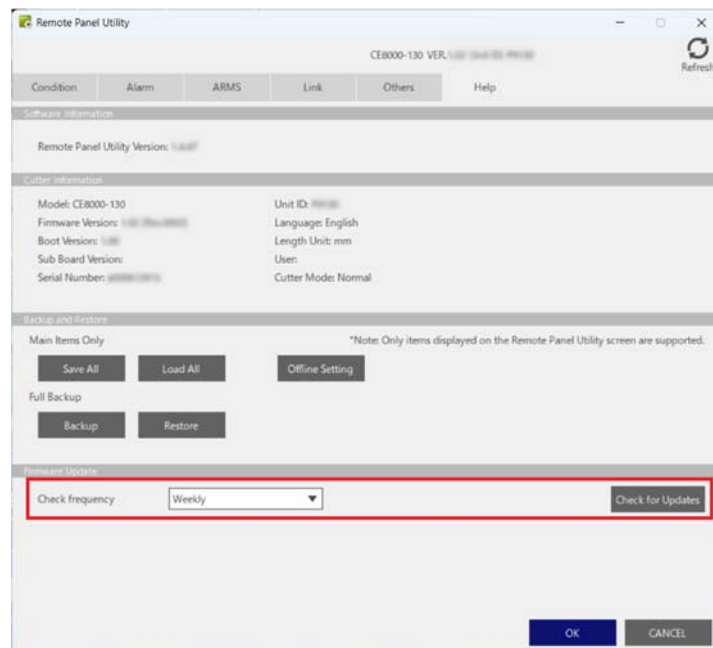 Remote Panel Utility
CE8000-130 VER.
Refresh
Condition Alarm ARMS Link Others Help
Software information
Remote Panel Utility Version:
Cutter information
Model: CE8000-130 Unit ID:
Firmware Version: Language: English
Boot Version: Length Unit: mm
Sub Board Version: User:
Serial Number: Cutter Mode: Normal
Backup and Restore
Main Items Only *Note: Only items displayed on the Remote Panel Utility screen are supported.
Save All Load All Offline Setting
Full Backup
Backup Restore
Firmware Update
Check frequency Weekly Check for Updates
OK CANCEL